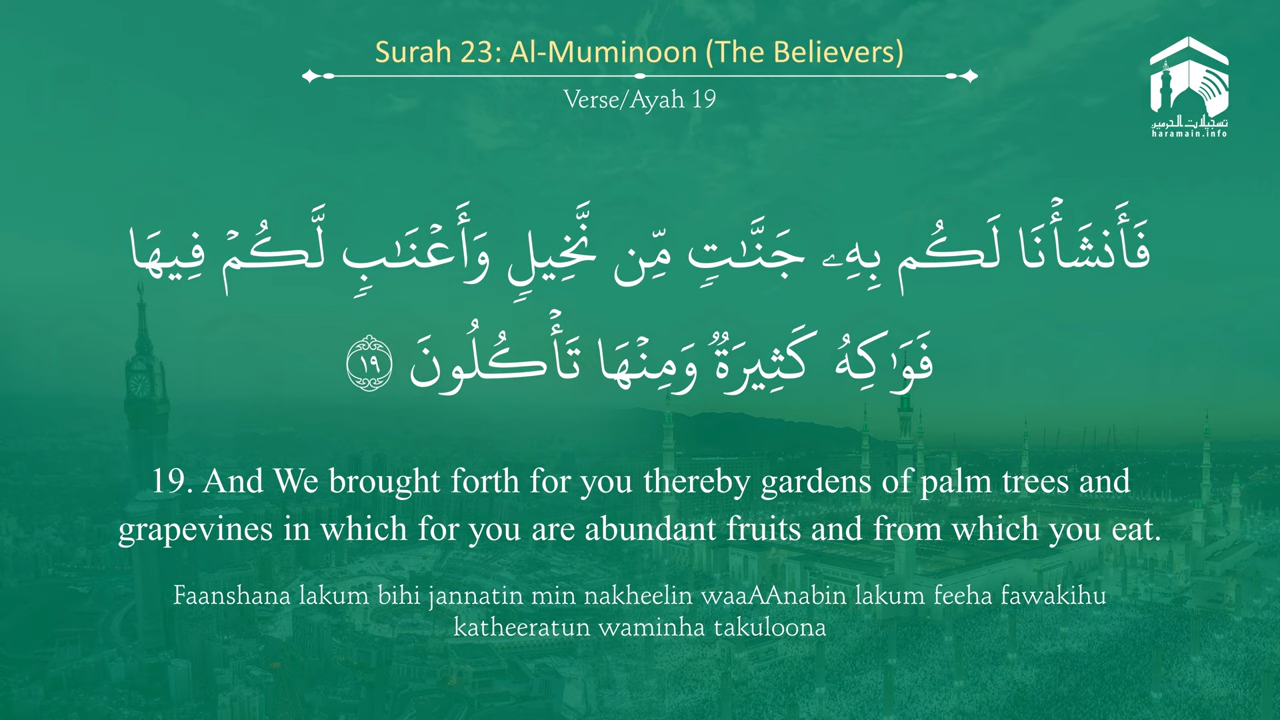 Surah 23: Al-Muminoon (The Believers)
Verse/Ayah 19
تسجيلات الحرمين
haramain.info
فَأَنشَأْنَا لَكُم بِهِۦ جَنَّٰتٍ مِّن نَّخِيلٍ وَأَعْنَٰبٍ لَّكُمْ فِيهَا
فَوَٰكِهُ كَثِيرَةٌ وَمِنْهَا تَأْكُلُونَ ١٩
19. And We brought forth for you thereby gardens of palm trees and
grapevines in which for you are abundant fruits and from which you eat.
Faanshana lakum bihi jannatin min nakheelin waaAAnabin lakum feeha fawakihu
katheeratun waminha takuloona